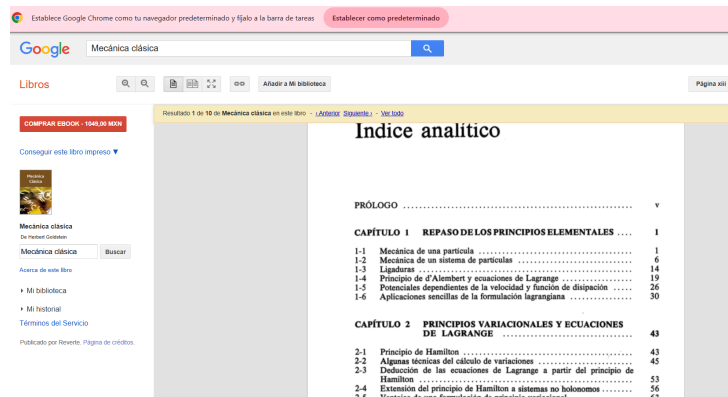 Establece Google Chrome como tu navegador predeterminado y fíjalo a la barra de tareas Establecer como predeterminado
Google Mecánica clásica
Libros Añadir a Mi biblioteca Página xiii
Resultado 1 de 10 de Mecánica clásica en este libro - ‹ Anterior Siguiente › - Ver todo
COMPRAR EBOOK - 1049,00 MXN
Conseguir este libro impreso ▼
Mecánica
Clásica
Mecánica clásica
De Herbert Goldstein
Mecánica clásica Buscar
Acerca de este libro
Mi biblioteca
Mi historial
Términos del Servicio
Publicado por Reverte. Página de créditos.
Indice analítico
PRÓLOGO ........ v
CAPÍTULO 1 REPASO DE LOS PRINCIPIOS ELEMENTALES .... 1
1-1 Mecánica de una partícula ........ 1
1-2 Mecánica de un sistema de partículas ........ 6
1-3 Ligaduras ........ 14
1-4 Principio de d'Alembert y ecuaciones de Lagrange ........ 19
1-5 Potenciales dependientes de la velocidad y función de disipación ..... 26
1-6 Aplicaciones sencillas de la formulación lagrangiana ........ 30
CAPÍTULO 2 PRINCIPIOS VARIACIONALES Y ECUACIONES
DE LAGRANGE ........ 43
2-1 Principio de Hamilton ........ 43
2-2 Algunas técnicas del cálculo de variaciones ........ 45
2-3 Deducción de las ecuaciones de Lagrange a partir del principio de
Hamilton ........ 53
2-4 Extensión del principio de Hamilton a sistemas no holonomos ........ 56